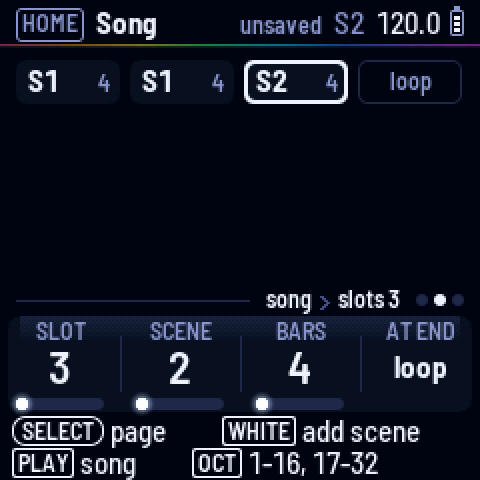 HOME Song unsaved S2 120.0
S1 4 S1 4 S2 4 loop
song > slots 3
SLOT SCENE BARS AT END
3 2 4 loop
SELECT page WHITE add scene
PLAY song OCT 1-16, 17-32